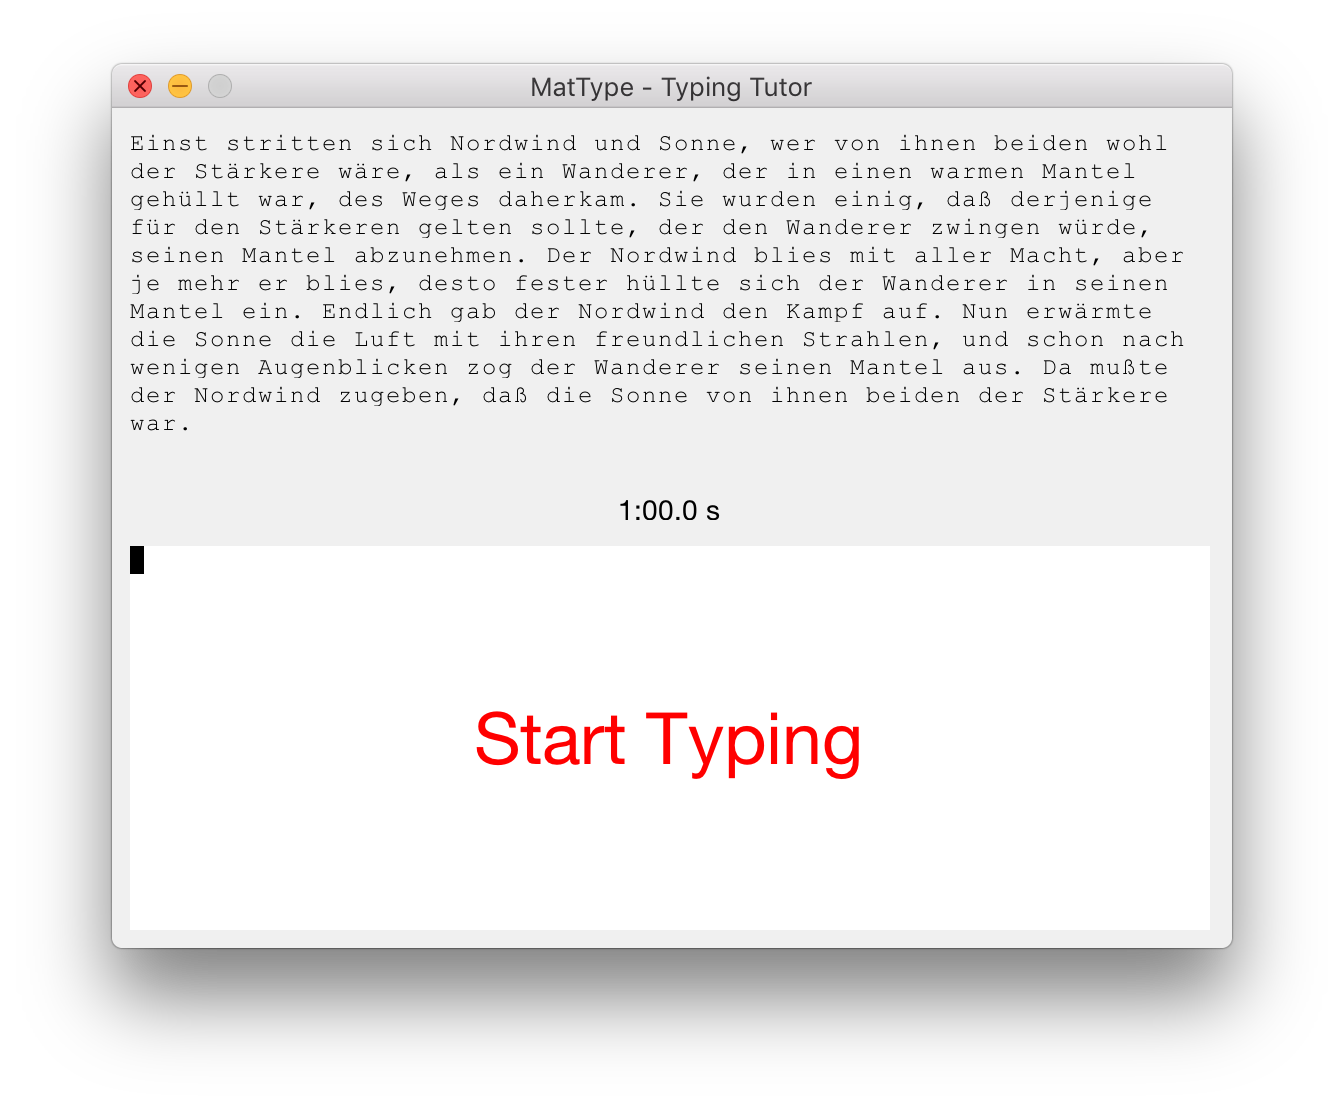 MatType - Typing Tutor
Einst stritten sich Nordwind und Sonne, wer von ihnen beiden wohl
der Stärkere wäre, als ein Wanderer, der in einen warmen Mantel
gehüllt war, des Weges daherkam. Sie wurden einig, daß derjenige
für den Stärkeren gelten sollte, der den Wanderer zwingen würde,
seinen Mantel abzunehmen. Der Nordwind blies mit aller Macht, aber
je mehr er blies, desto fester hüllte sich der Wanderer in seinen
Mantel ein. Endlich gab der Nordwind den Kampf auf. Nun erwärmte
die Sonne die Luft mit ihren freundlichen Strahlen, und schon nach
wenigen Augenblicken zog der Wanderer seinen Mantel aus. Da mußte
der Nordwind zugeben, daß die Sonne von ihnen beiden der Stärkere
war.
1:00.0 s
Start Typing